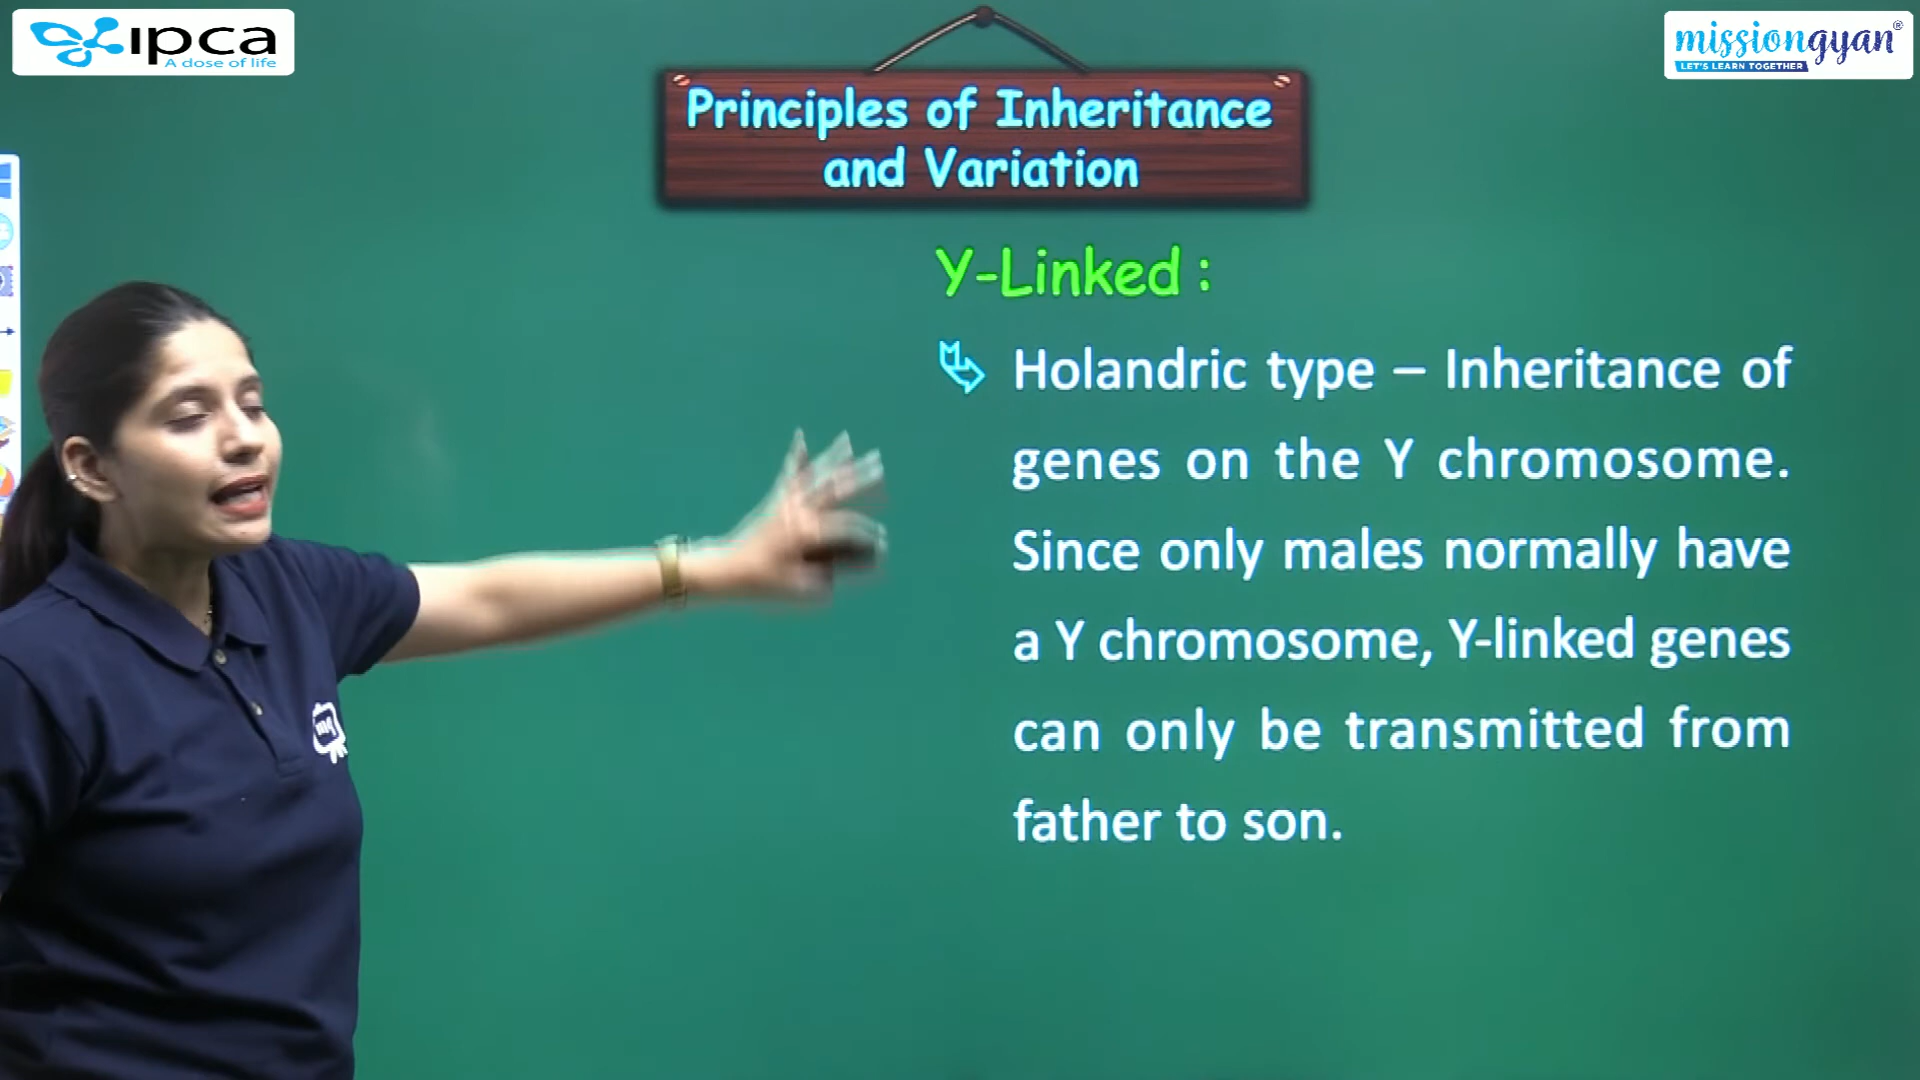 ipca
A dose of life
missiongyan®
LET'S LEARN TOGETHER
Principles of Inheritance
and Variation
Y-Linked :
Holandric type – Inheritance of
genes on the Y chromosome.
Since only males normally have
a Y chromosome, Y-linked genes
can only be transmitted from
father to son.